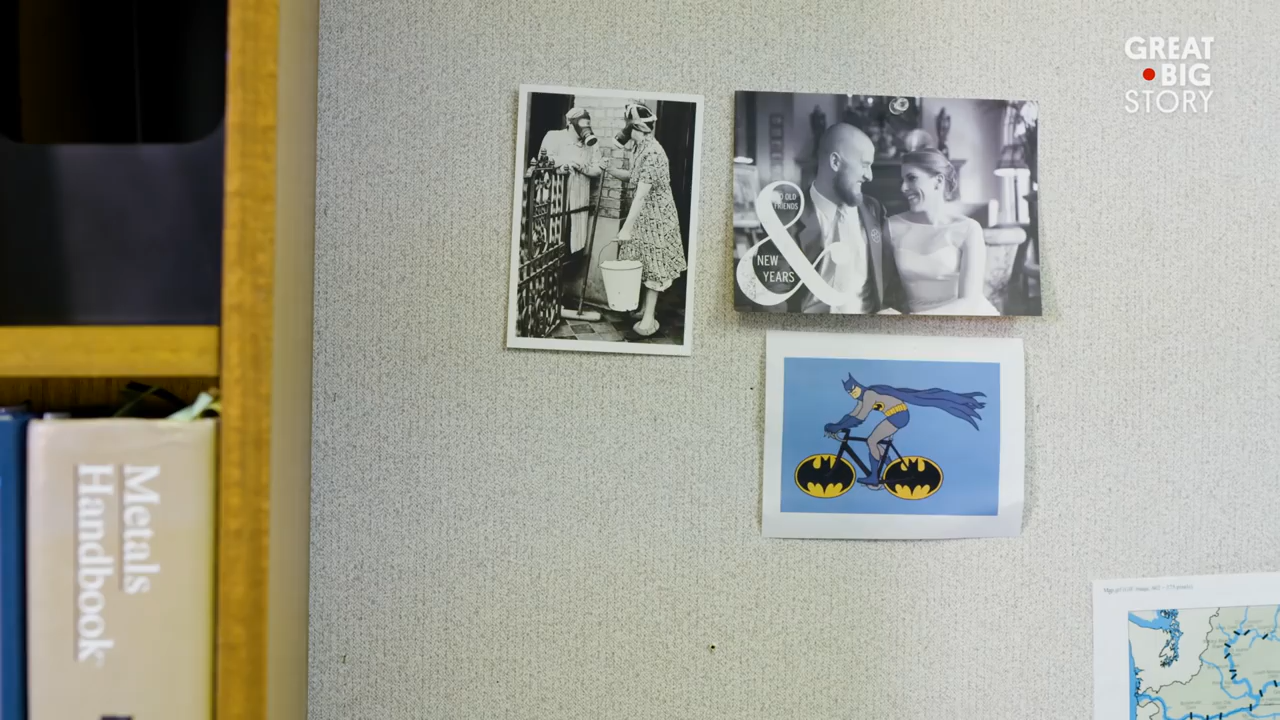 GREAT
BIG
STORY
OLD
FRIENDS
&
NEW
YEARS
Metals
Handbook